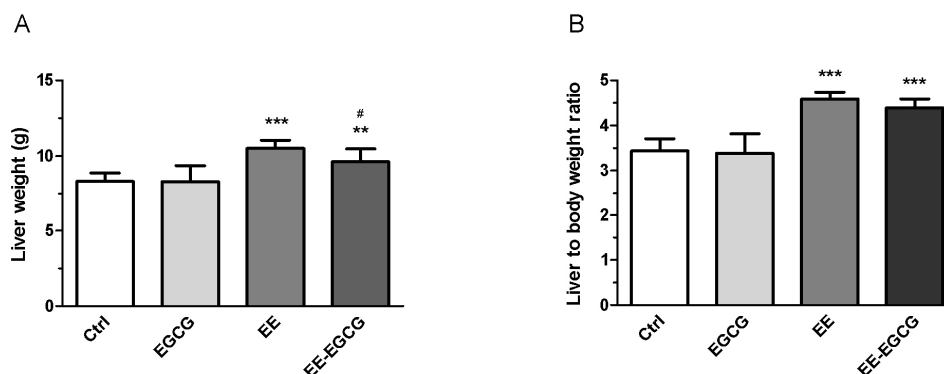 A
Liver weight (g)
15
10
5
0
***
#
**
Ctrl
EGCG
EE
EE-EGCG
B
Liver to body weight ratio
5
4
3
2
1
0
***
***
Ctrl
EGCG
EE
EE-EGCG